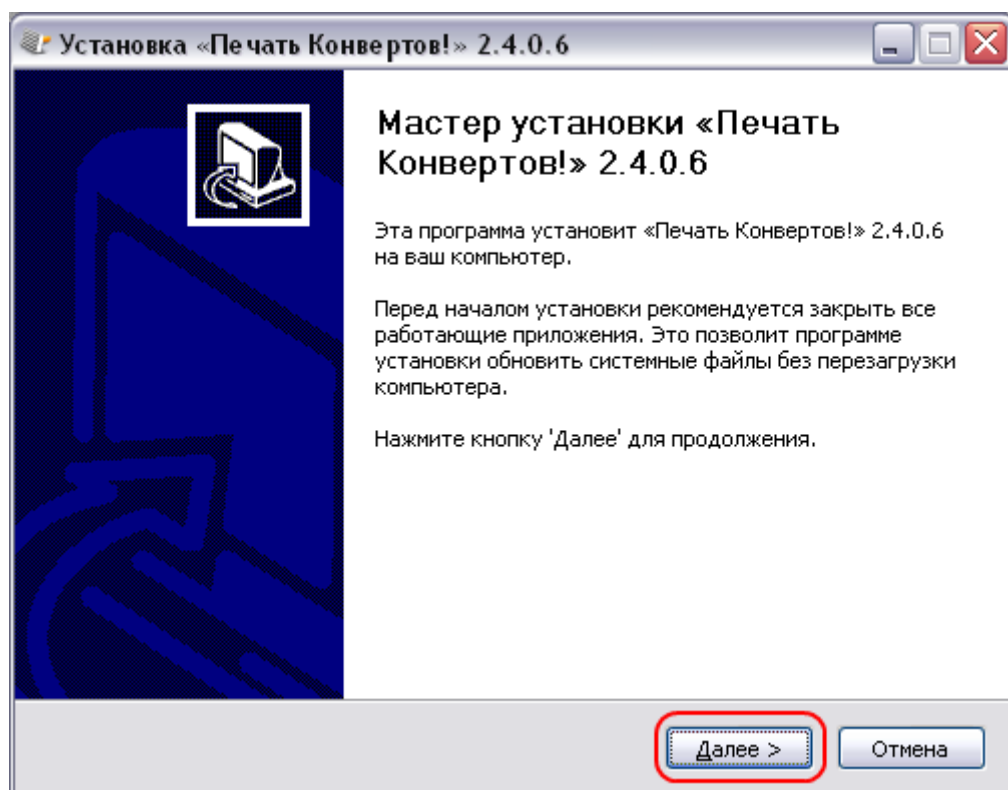 Установка «Печать Конвертов!» 2.4.0.6
Мастер установки «Печать
Конвертов!» 2.4.0.6
Эта программа установит «Печать Конвертов!» 2.4.0.6
на ваш компьютер.
Перед началом установки рекомендуется закрыть все
работающие приложения. Это позволит программе
установки обновить системные файлы без перезагрузки
компьютера.
Нажмите кнопку 'Далее' для продолжения.
Далее >
Отмена